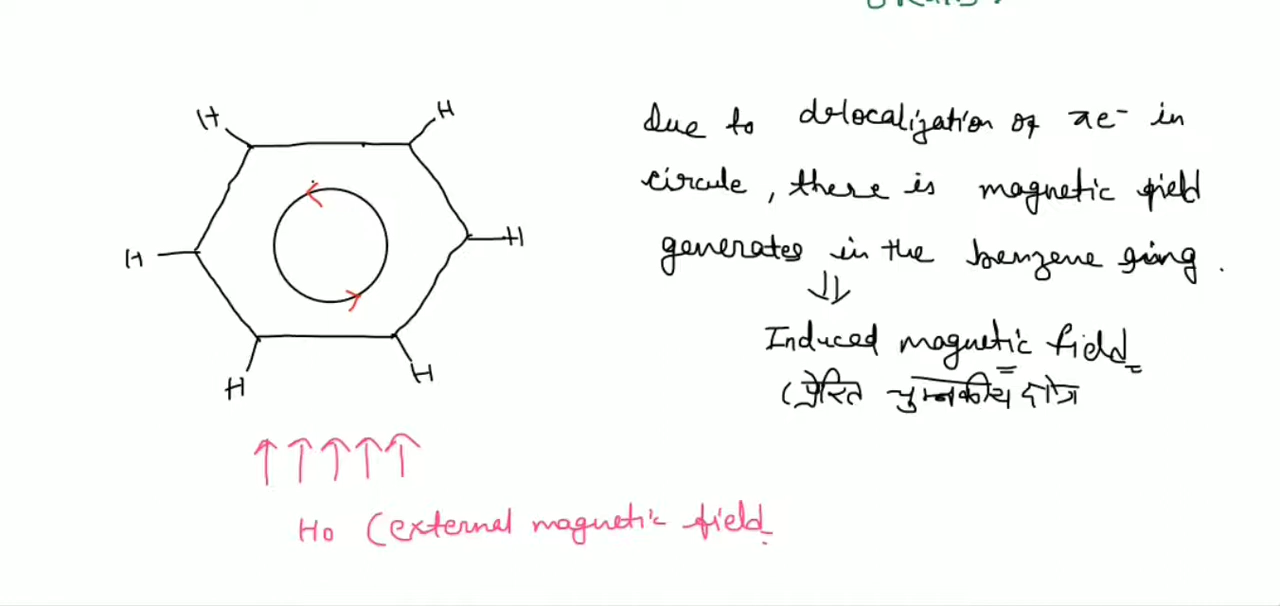 H
H
Due to delocalization of πe⁻ in
circule, there is magnetic field
H
H
generates in the benzene ring.
Induced magnetic field
H
H
(प्रेरित चुम्बकीय क्षेत्र
H₀ (external magnetic field